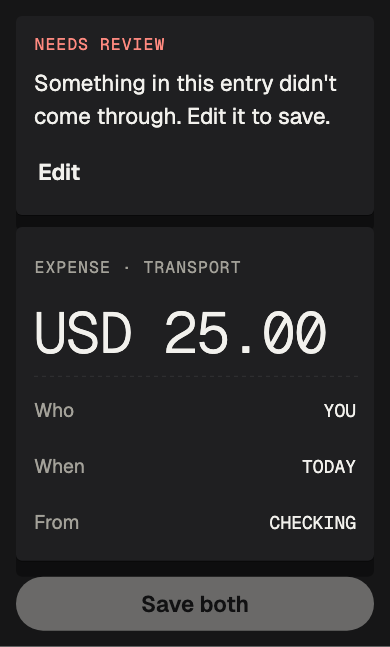 NEEDS REVIEW
Something in this entry didn't
come through. Edit it to save.
Edit
EXPENSE · TRANSPORT
USD 25.00
Who YOU
When TODAY
From CHECKING
Save both